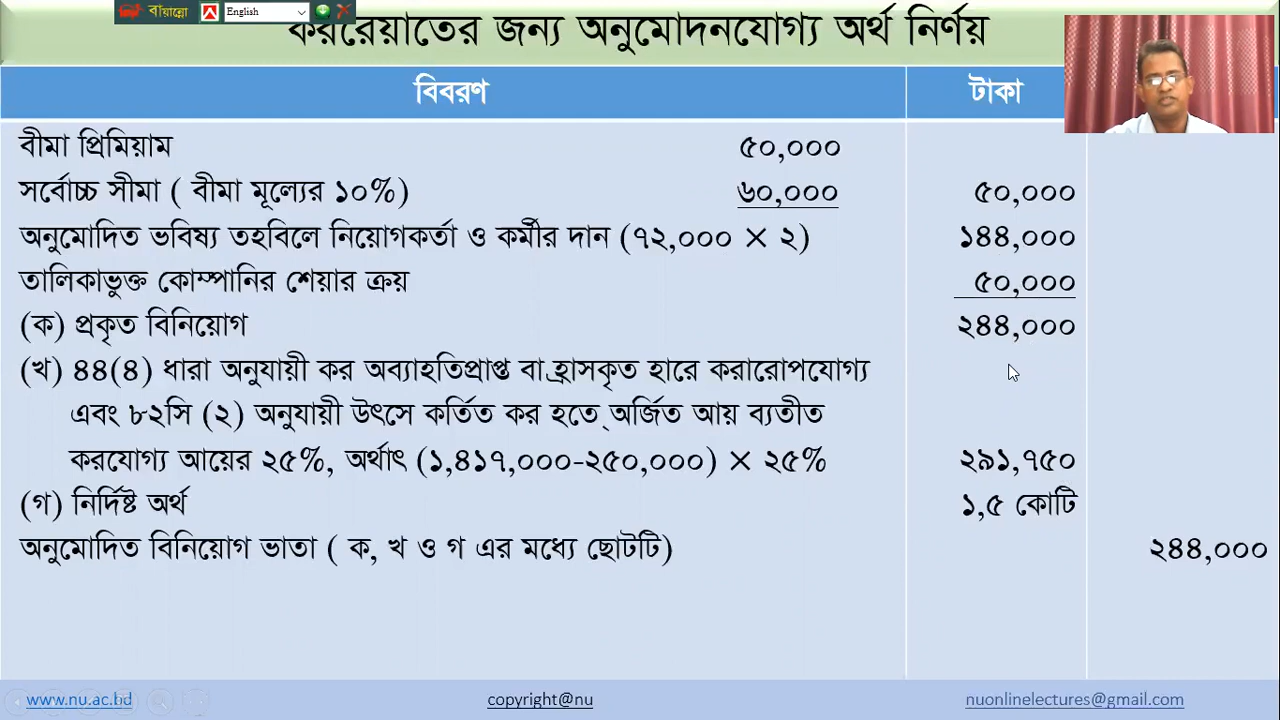 বাঁয়ান্নো
English
কররেয়াতের জন্য অনুমোদনযোগ্য অর্থ নির্ণয়
বিবরণ টাকা
বীমা প্রিমিয়াম ৫০,০০০
সর্বোচ্চ সীমা ( বীমা মূল্যের ১০%) ৬০,০০০ ৫০,০০০
অনুমোদিত ভবিষ্য তহবিলে নিয়োগকর্তা ও কর্মীর দান (৭২,০০০ × ২) ১৪৪,০০০
তালিকাভুক্ত কোম্পানির শেয়ার ক্রয় ৫০,০০০
(ক) প্রকৃত বিনিয়োগ ২৪৪,০০০
(খ) ৪৪(৪) ধারা অনুযায়ী কর অব্যাহতিপ্রাপ্ত বা হ্রাসকৃত হারে করারোপযোগ্য
এবং ৮২সি (২) অনুযায়ী উৎসে কর্তিত কর হতে অর্জিত আয় ব্যতীত
করযোগ্য আয়ের ২৫%, অর্থাৎ (১,৪১৭,০০০-২৫০,০০০) × ২৫% ২৯১,৭৫০
(গ) নির্দিষ্ট অর্থ ১,৫ কোটি
অনুমোদিত বিনিয়োগ ভাতা ( ক, খ ও গ এর মধ্যে ছোটটি) ২৪৪,০০০
www.nu.ac.bd copyright@nu nuonlinelectures@gmail.com